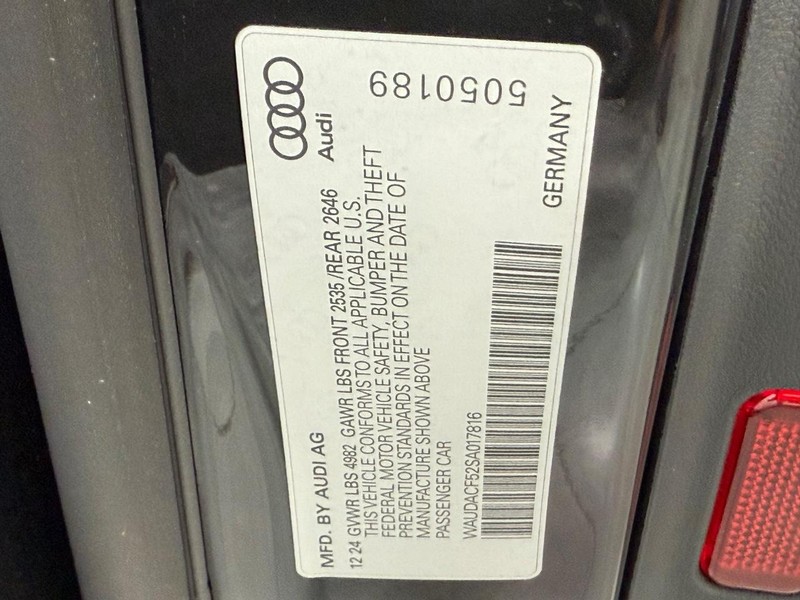 Audi
MFD. BY AUDI AG
12 24 GVWR LBS 4982 GAWR LBS FRONT 2535 /REAR 2646
THIS VEHICLE CONFORMS TO ALL APPLICABLE U.S.
FEDERAL MOTOR VEHICLE SAFETY, BUMPER AND THEFT
PREVENTION STANDARDS IN EFFECT ON THE DATE OF
MANUFACTURE SHOWN ABOVE
PASSENGER CAR
WAUDACF52SA017816
GERMANY
5050189